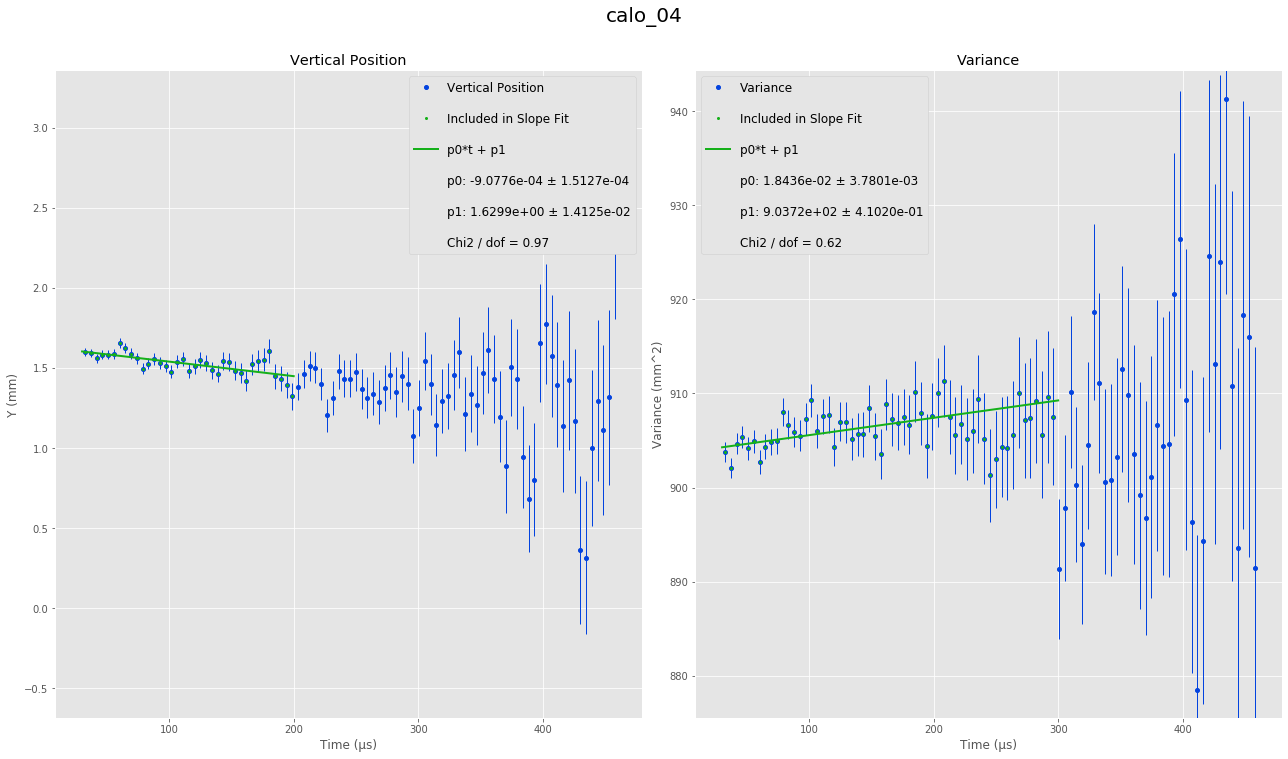 calo_04
Vertical Position
Vertical Position
Included in Slope Fit
p0*t + p1
p0: -9.0776e-04 ± 1.5127e-04
p1: 1.6299e+00 ± 1.4125e-02
Chi2 / dof = 0.97
3.0
2.5
2.0
1.5
1.0
0.5
0.0
−0.5
Y (mm)
100 200 300 400
Time (μs)
Variance
Variance
Included in Slope Fit
p0*t + p1
p0: 1.8436e-02 ± 3.7801e-03
p1: 9.0372e+02 ± 4.1020e-01
Chi2 / dof = 0.62
940
930
920
910
900
890
880
Variance (mm^2)
100 200 300 400
Time (μs)